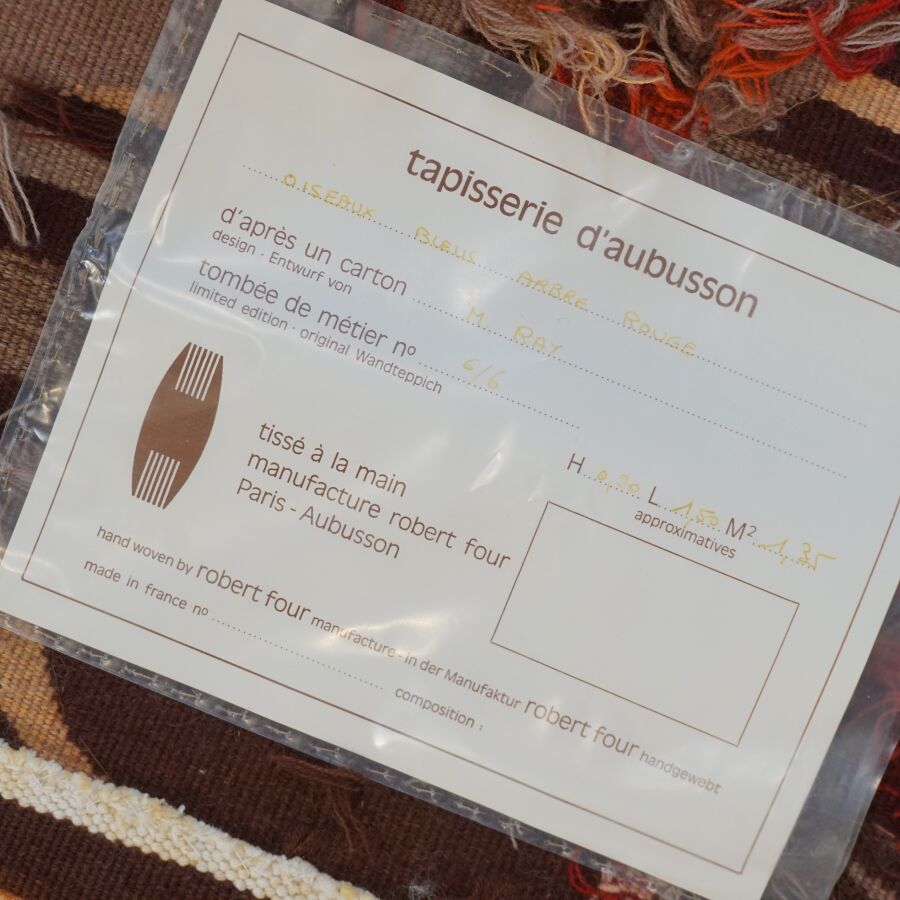 tapisserie d'aubusson
OISEAUX BLEUS ARBRE ROUGE
d'après un carton M. RAY
design · Entwurf von
tombée de métier nº 6/6
limited edition · original Wandteppich
H 0,90 L 1,50 M² 1,35
approximatives
tissé à la main
manufacture robert four
Paris - Aubusson
hand woven by robert four manufacture · in der Manufaktur robert four handgewebt
made in france nº composition :